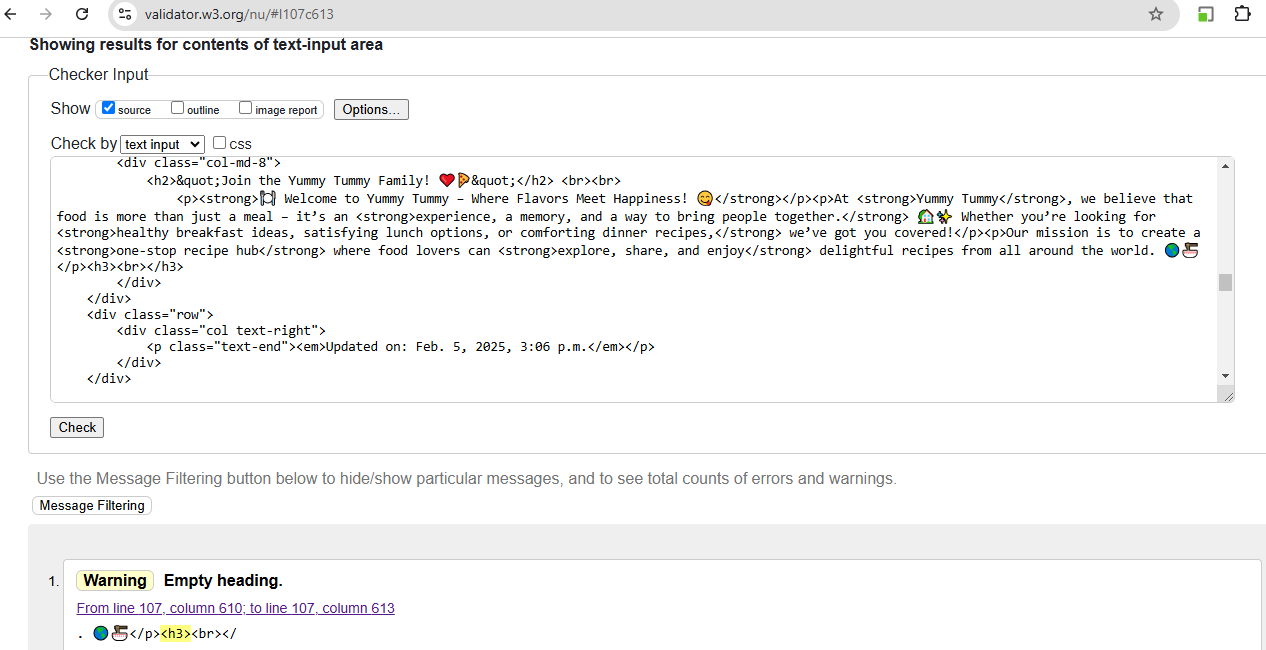 validator.w3.org/nu/#l107c613
Showing results for contents of text-input area
Checker Input
Show source outline image report Options...
Check by text input css
<div class="col-md-8">
<h2>&quot;Join the Yummy Tummy Family! ❤️🍕&quot;</h2> <br><br>
<p><strong>🍽️ Welcome to Yummy Tummy – Where Flavors Meet Happiness! 😋</strong></p><p>At <strong>Yummy Tummy</strong>, we believe that
food is more than just a meal – it’s an <strong>experience, a memory, and a way to bring people together.</strong> 🏡✨ Whether you’re looking for
<strong>healthy breakfast ideas, satisfying lunch options, or comforting dinner recipes,</strong> we’ve got you covered!</p><p>Our mission is to create a
<strong>one-stop recipe hub</strong> where food lovers can <strong>explore, share, and enjoy</strong> delightful recipes from all around the world. 🌍🍜
</p><h3><br></h3>
</div>
</div>
<div class="row">
<div class="col text-right">
<p class="text-end"><em>Updated on: Feb. 5, 2025, 3:06 p.m.</em></p>
</div>
</div>
Check
Use the Message Filtering button below to hide/show particular messages, and to see total counts of errors and warnings.
Message Filtering
1. Warning Empty heading.
From line 107, column 610; to line 107, column 613
. 🌍🍜</p><h3><br></